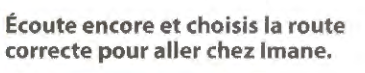 Écoute encore et choisis la route
correcte pour aller chez Imane.